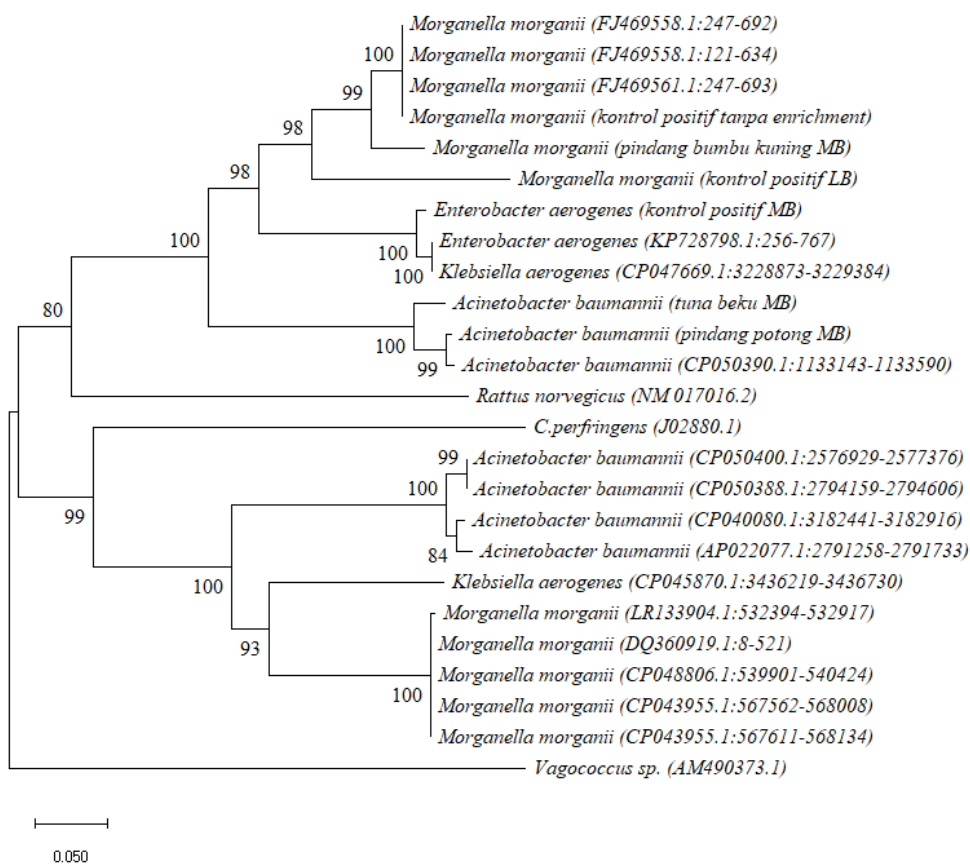 Morganella morganii (FJ469558.1:247-692)
Morganella morganii (FJ469558.1:121-634)
100
Morganella morganii (FJ469561.1:247-693)
99
Morganella morganii (kontrol positif tanpa enrichment)
98
Morganella morganii (pindang bumbu kuning MB)
98
Morganella morganii (kontrol positif LB)
Enterobacter aerogenes (kontrol positif MB)
100
Enterobacter aerogenes (KP728798.1:256-767)
100
100
Klebsiella aerogenes (CP047669.1:3228873-3229384)
80
Acinetobacter baumannii (tuna beku MB)
100
Acinetobacter baumannii (pindang potong MB)
99
Acinetobacter baumannii (CP050390.1:1133143-1133590)
Rattus norvegicus (NM 017016.2)
C.perfringens (J02880.1)
99
Acinetobacter baumannii (CP050400.1:2576929-2577376)
100
Acinetobacter baumannii (CP050388.1:2794159-2794606)
99
Acinetobacter baumannii (CP040080.1:3182441-3182916)
84
Acinetobacter baumannii (AP022077.1:2791258-2791733)
100
Klebsiella aerogenes (CP045870.1:3436219-3436730)
Morganella morganii (LR133904.1:532394-532917)
93
Morganella morganii (DQ360919.1:8-521)
Morganella morganii (CP048806.1:539901-540424)
100
Morganella morganii (CP043955.1:567562-568008)
Morganella morganii (CP043955.1:567611-568134)
Vagococcus sp. (AM490373.1)
0.050